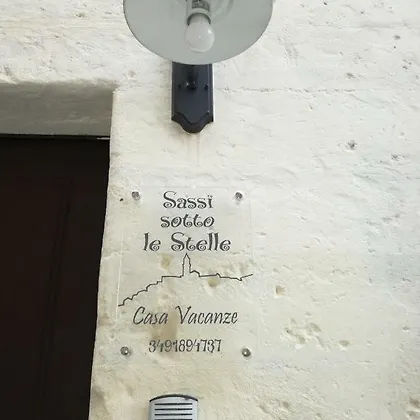 Sassi
sotto
le Stelle
Casa Vacanze
3491894737